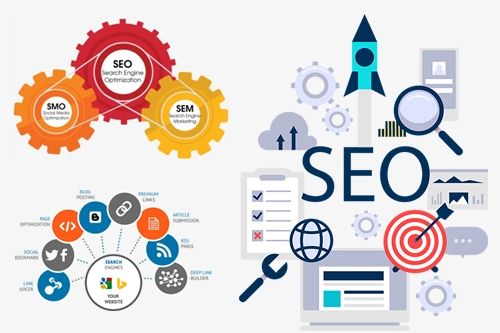 SEO
Search Engine
Optimization
SMO
Social Media
Optimization
SEM
Search Engine
Marketing
BLOG
POSTING
PREMIUM
LINKS
PAGE
OPTIMIZATION
ARTICLE
SUBMISSION
SOCIAL
BOOKMARK
RSS
PINGS
LINK
JUICER
DEEP LINK
BUILDER
SEARCH
ENGINES
YOUR
WEBSITE
SEO